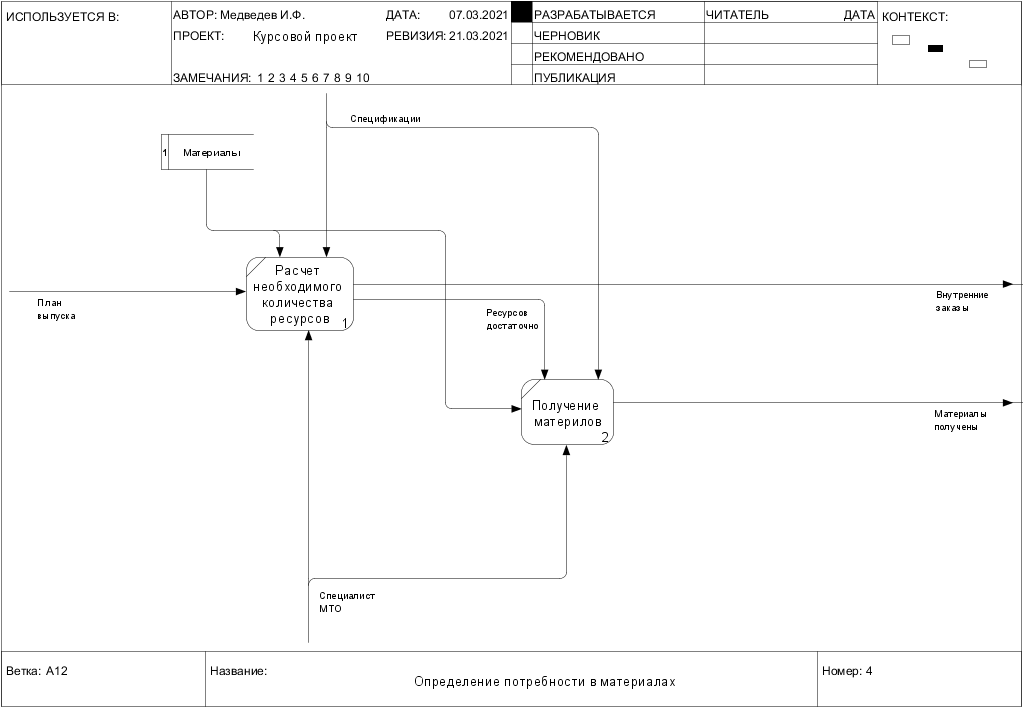 ИСПОЛЬЗУЕТСЯ В:
АВТОР: Медведев И.Ф.
ДАТА: 07.03.2021
РАЗРАБАТЫВАЕТСЯ
ЧИТАТЕЛЬ
ДАТА
КОНТЕКСТ:
ПРОЕКТ: Курсовой проект
РЕВИЗИЯ: 21.03.2021
ЧЕРНОВИК
РЕКОМЕНДОВАНО
ЗАМЕЧАНИЯ: 1 2 3 4 5 6 7 8 9 10
ПУБЛИКАЦИЯ
Спецификации
1 Материалы
Расчет
необходимого
количества
ресурсов
1
План
выпуска
Внутренние
заказы
Ресурсов
достаточно
Получение
материлов
2
Материалы
получены
Специалист
МТО
Ветка: A12
Название:
Определение потребности в материалах
Номер: 4